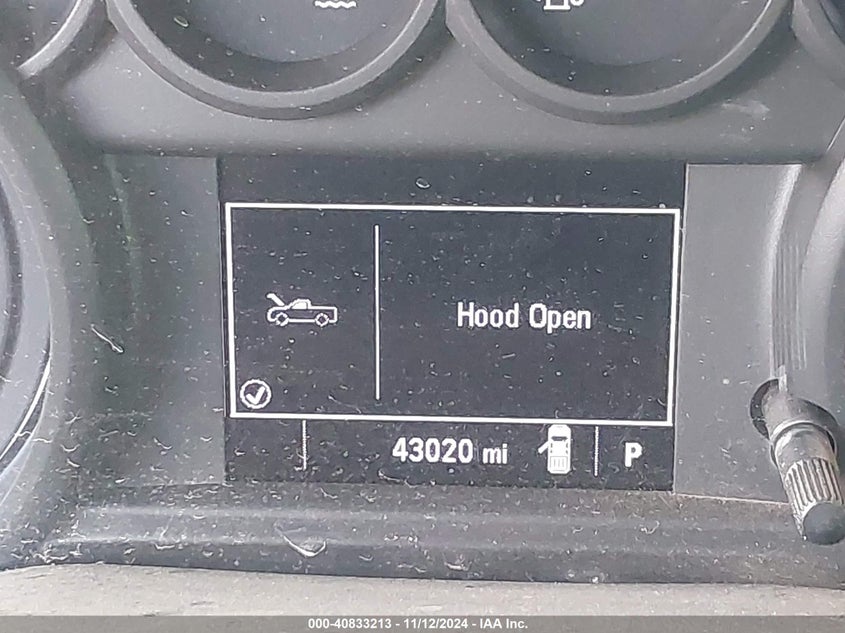 Hood Open
43020 mi
P
000-40833213 - 11/12/2024 - IAA Inc.